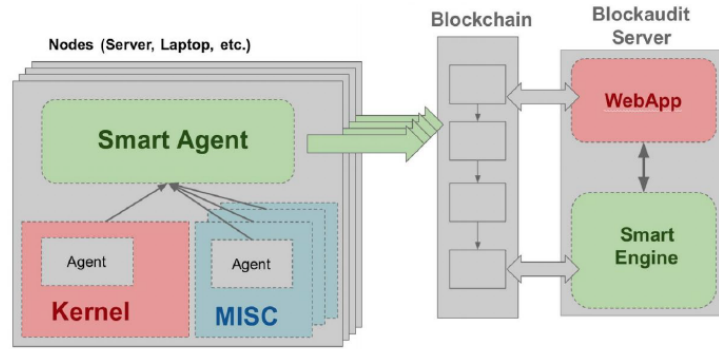 Nodes (Server, Laptop, etc.)
Smart Agent
Agent
Kernel
Agent
MISC
Blockchain
Blockaudit
Server
WebApp
Smart
Engine